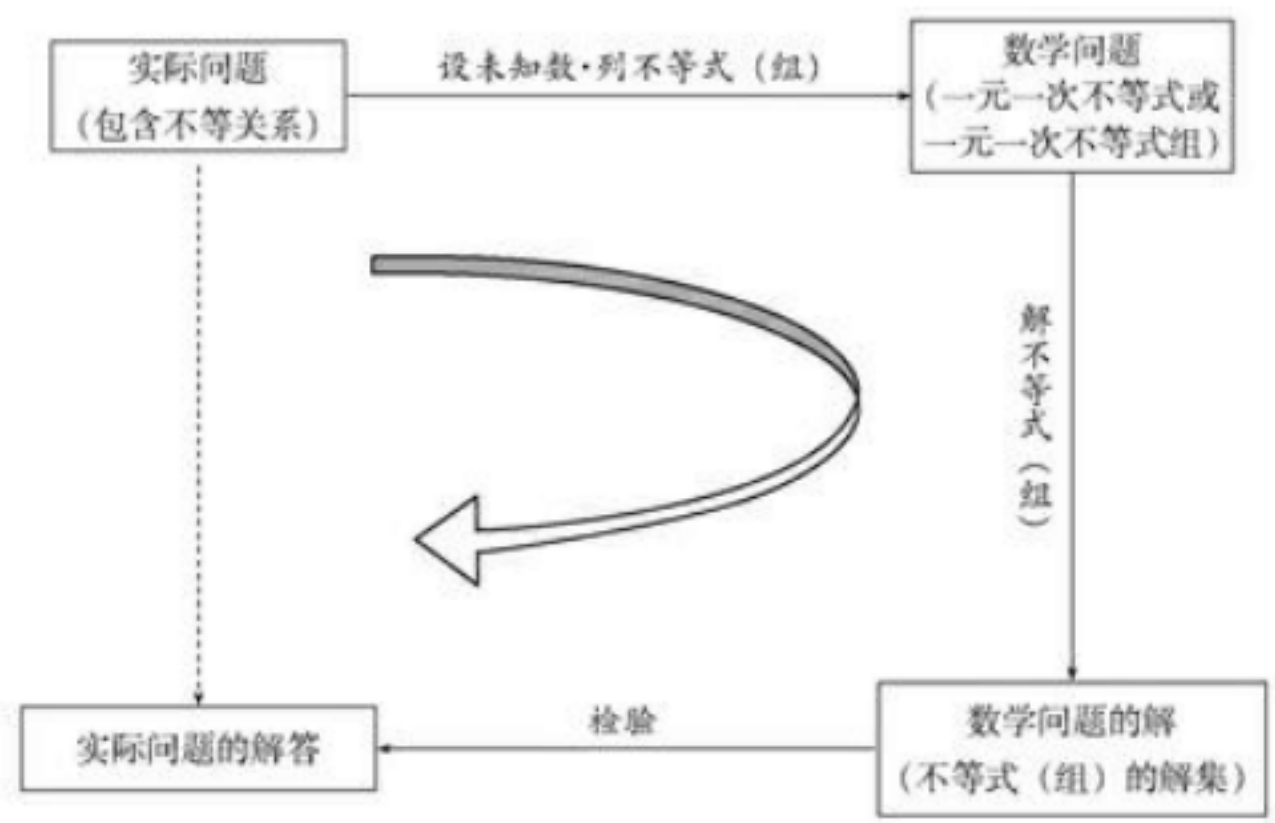 实际问题
（包含不等关系）
设未知数·列不等式（组）
数学问题
（一元一次不等式或
一元一次不等式组）
解不等式（组）
数学问题的解
（不等式（组）的解集）
检验
实际问题的解答